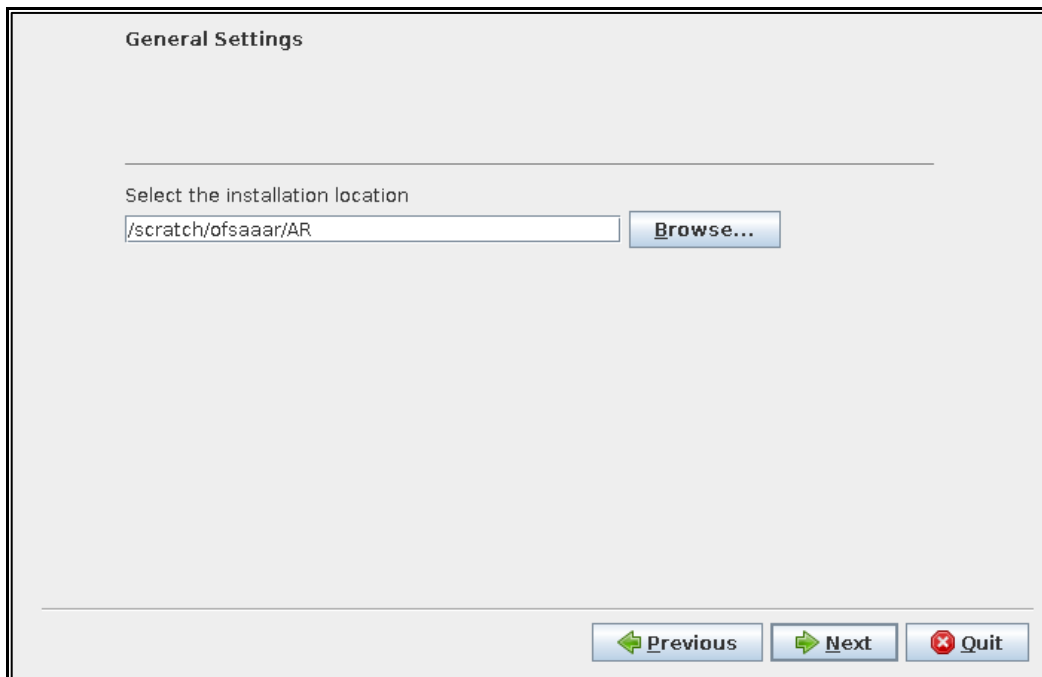 General Settings
Select the installation location
/scratch/ofsaaar/AR
Browse...
Previous
Next
Quit